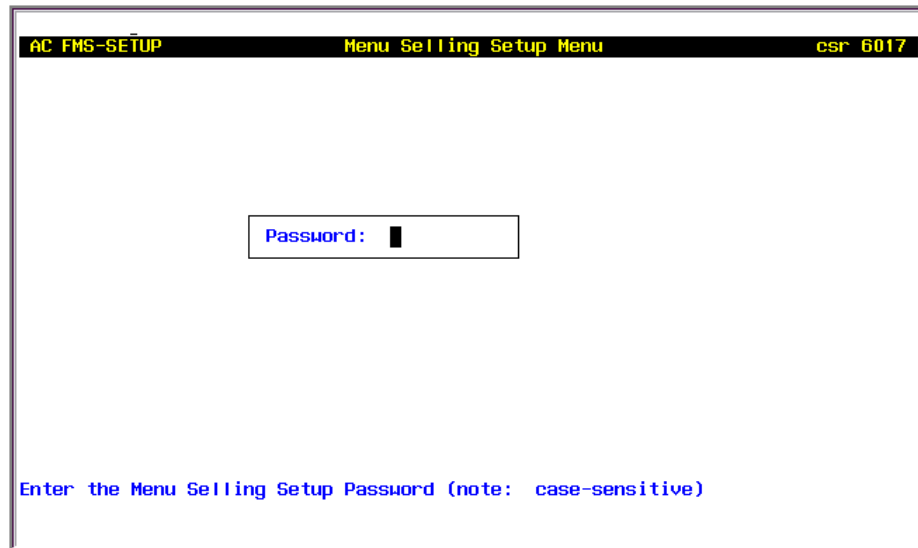 AC FMS-SETUP Menu Selling Setup Menu csr 6017
Password:
Enter the Menu Selling Setup Password (note: case-sensitive)